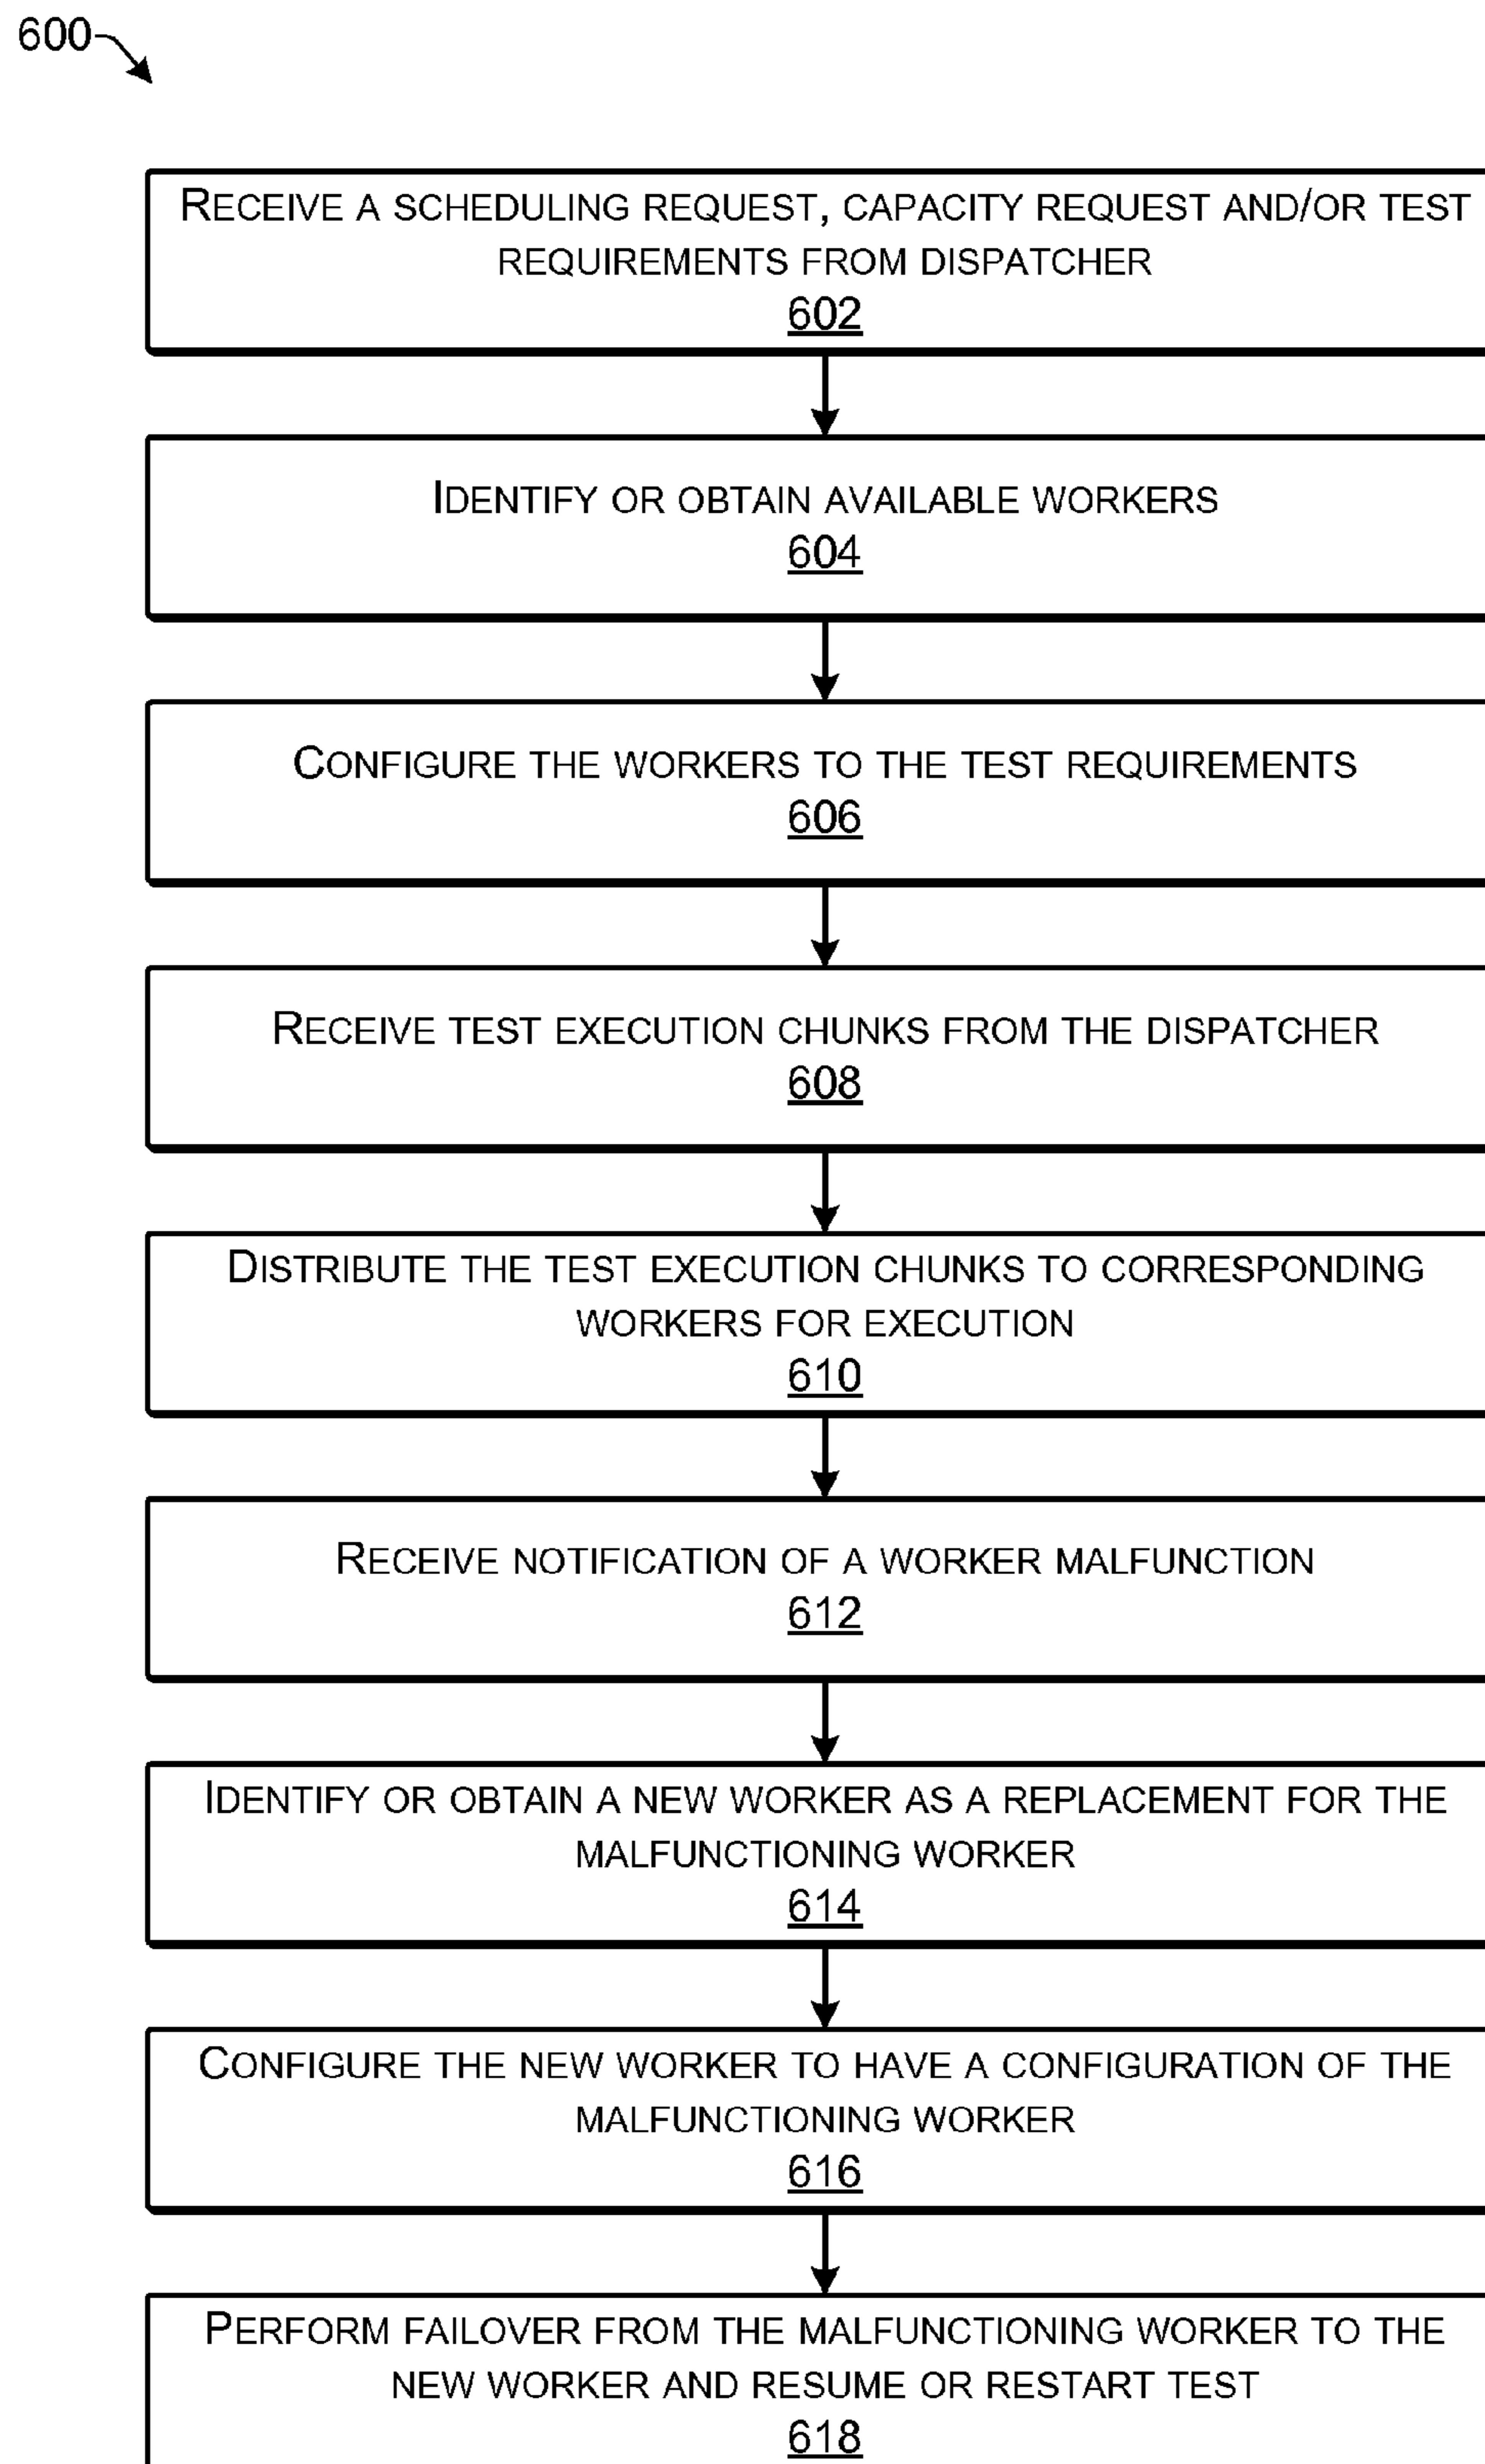 600
RECEIVE A SCHEDULING REQUEST, CAPACITY REQUEST AND/OR TEST
REQUIREMENTS FROM DISPATCHER
602
IDENTIFY OR OBTAIN AVAILABLE WORKERS
604
CONFIGURE THE WORKERS TO THE TEST REQUIREMENTS
606
RECEIVE TEST EXECUTION CHUNKS FROM THE DISPATCHER
608
DISTRIBUTE THE TEST EXECUTION CHUNKS TO CORRESPONDING
WORKERS FOR EXECUTION
610
RECEIVE NOTIFICATION OF A WORKER MALFUNCTION
612
IDENTIFY OR OBTAIN A NEW WORKER AS A REPLACEMENT FOR THE
MALFUNCTIONING WORKER
614
CONFIGURE THE NEW WORKER TO HAVE A CONFIGURATION OF THE
MALFUNCTIONING WORKER
616
PERFORM FAILOVER FROM THE MALFUNCTIONING WORKER TO THE
NEW WORKER AND RESUME OR RESTART TEST
618